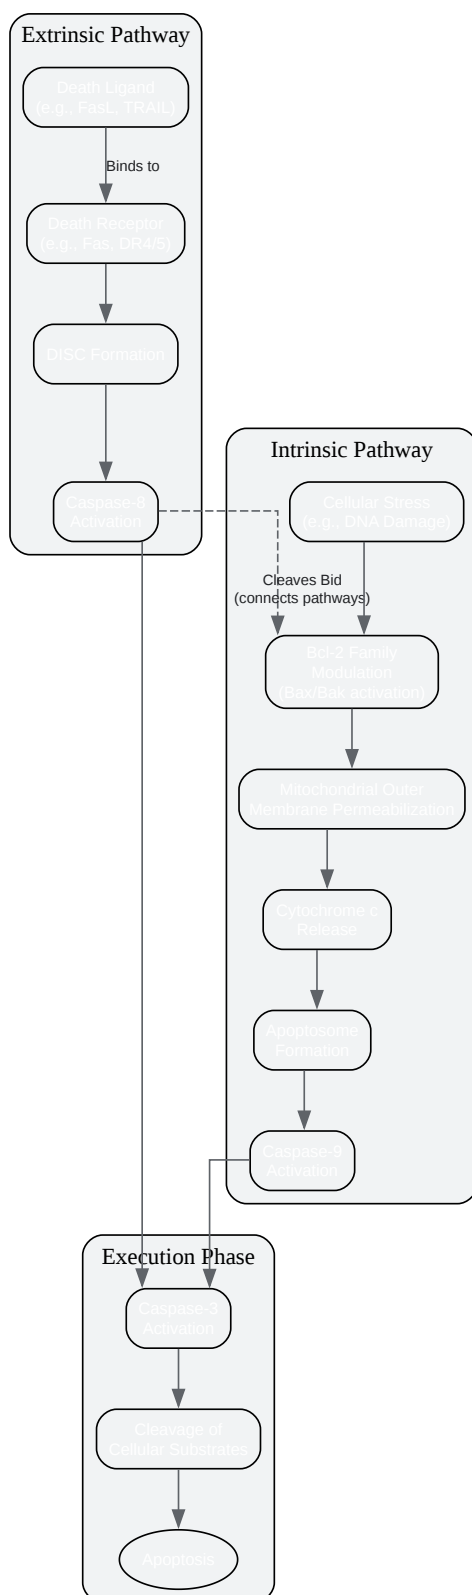 Extrinsic Pathway
Death Ligand
(e.g., FasL, TRAIL)
Binds to
Death Receptor
(e.g., Fas, DR4/5)
DISC Formation
Caspase-8
Activation
Intrinsic Pathway
Cellular Stress
(e.g., DNA Damage)
Cleaves Bid
(connects pathways)
Bcl-2 Family
Modulation
(Bax/Bak activation)
Mitochondrial Outer
Membrane Permeabilization
Cytochrome c
Release
Apoptosome
Formation
Caspase-9
Activation
Execution Phase
Caspase-3
Activation
Cleavage of
Cellular Substrates
Apoptosis